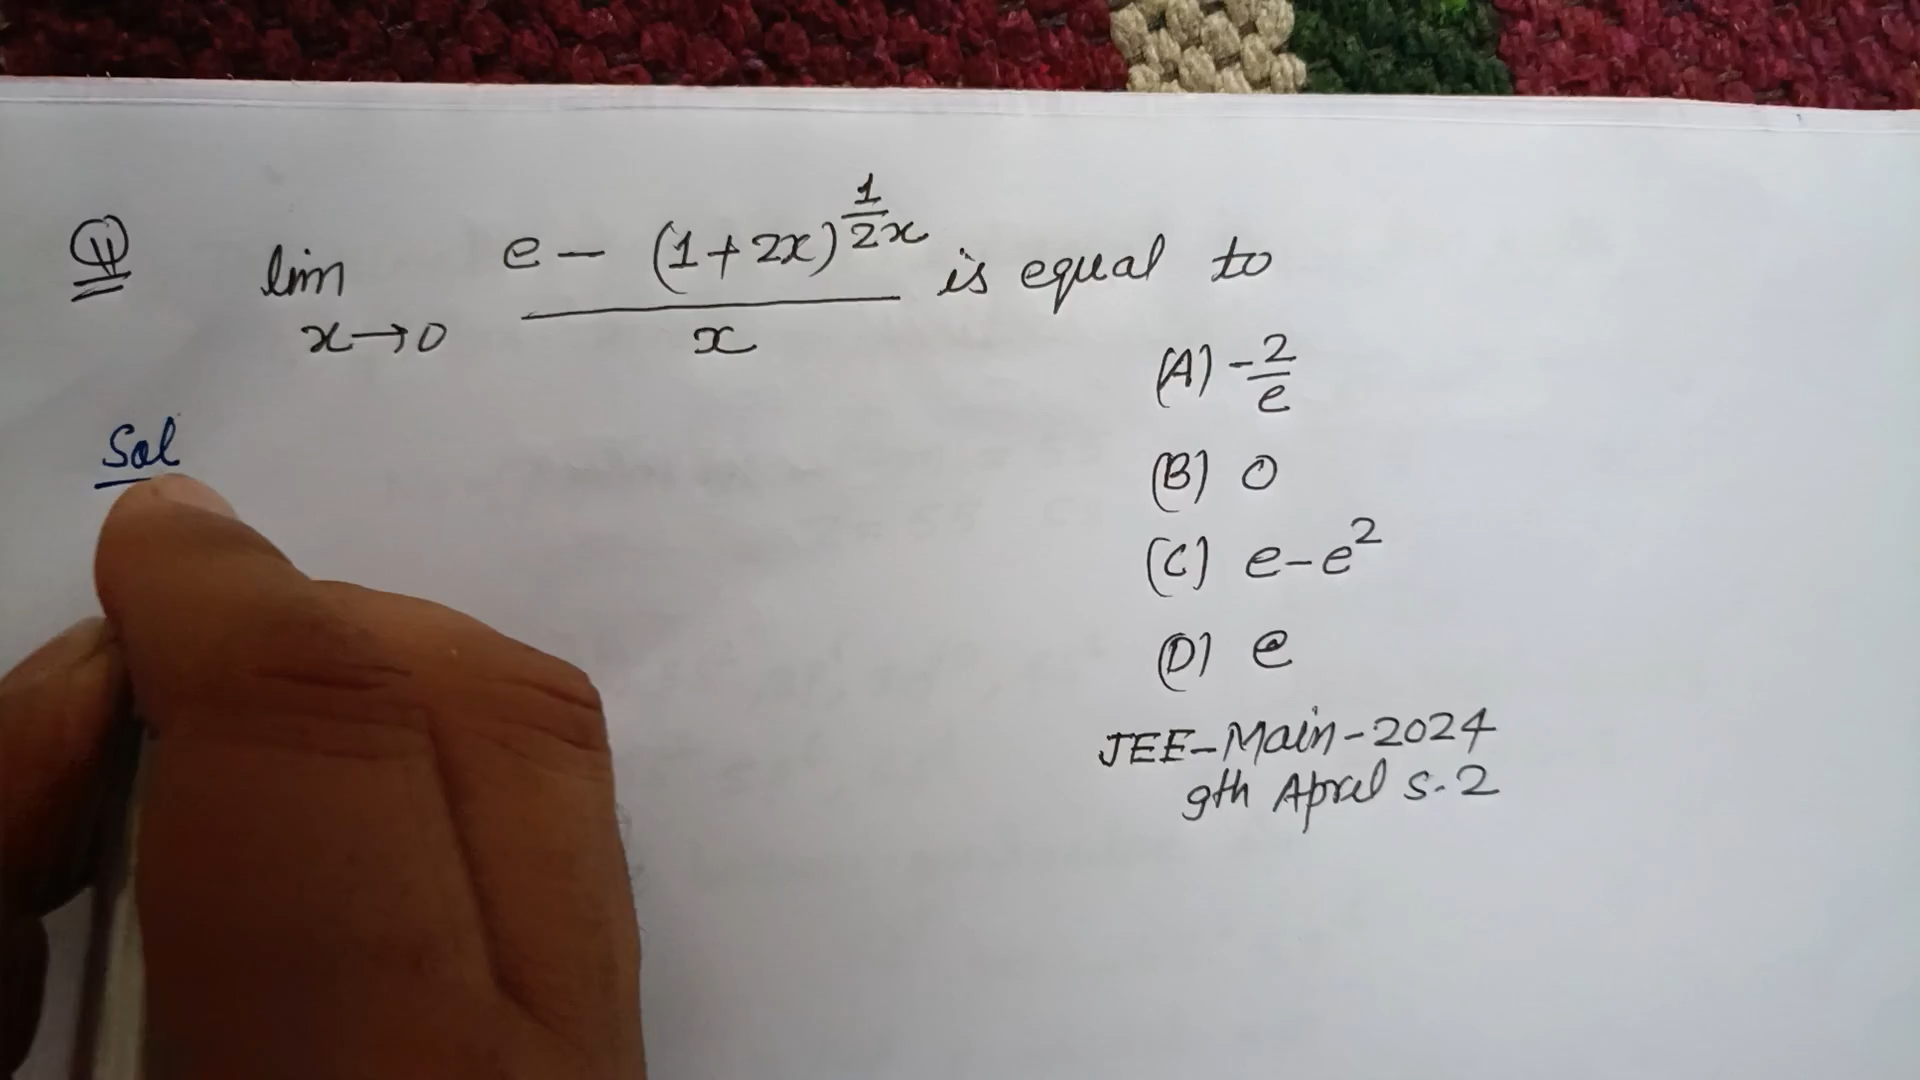 Q lim x→0 e − (1+2x)^(1/2x) / x is equal to
(A) -2/e
(B) 0
(C) e-e²
(D) e
Sol
JEE-Main-2024
9th April S.2